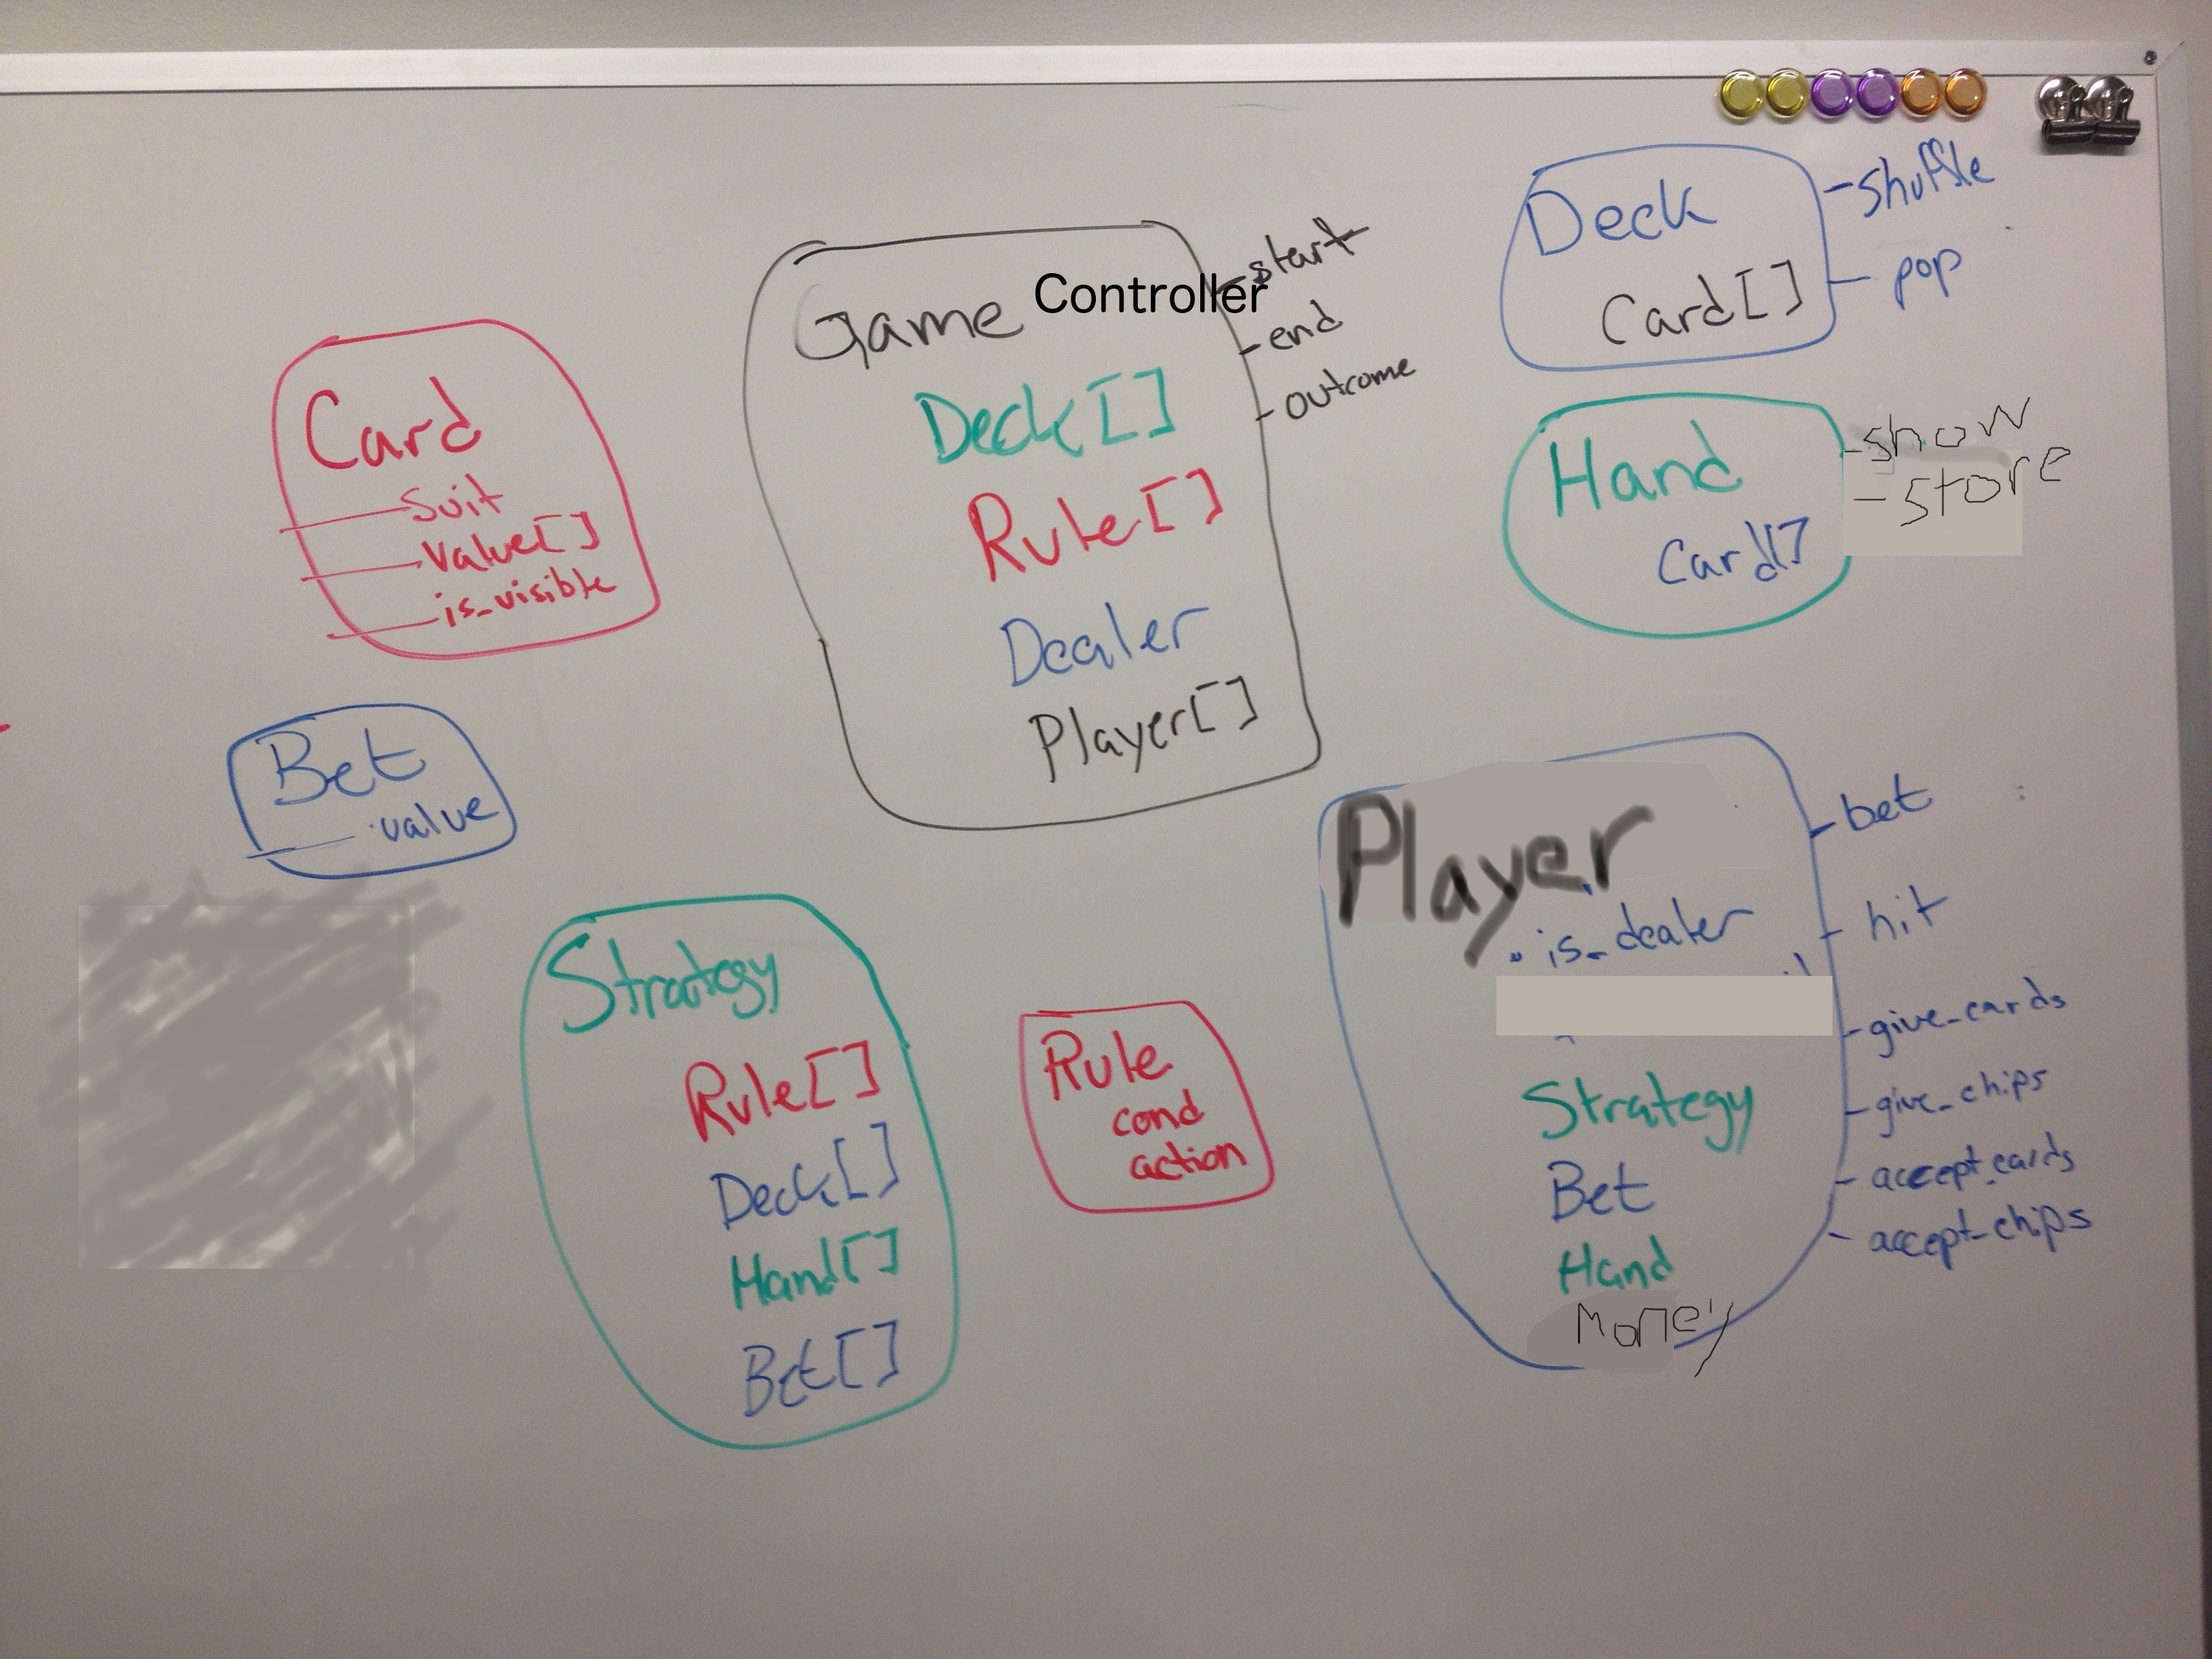 Card
Suit
Value[]
is_visible
Bet
value
Game Controller
Deck[]
Rule[]
Dealer
Player[]
-start
-end
-outcome
Deck
Card[]
-shuffle
-pop
Hand
Card[]
-show
-store
Strategy
Rule[]
Deck[]
Hand[]
Bet[]
Rule
cond
action
Player
is_dealer
Strategy
Bet
Hand
Money
-bet
-hit
-give_cards
-give_chips
-accept_cards
-accept_chips